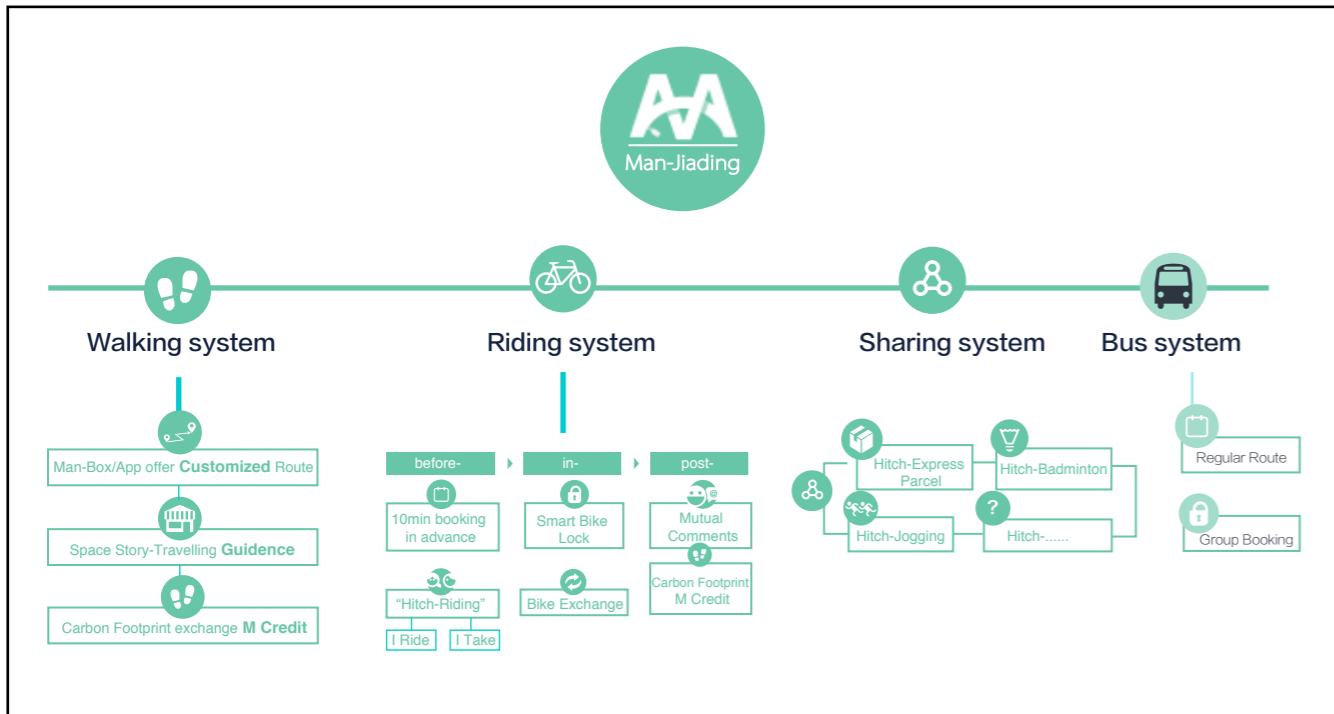 Man-Jiading
Walking system
Riding system
Sharing system
Bus system
Man-Box/App offer Customized Route
Space Story-Travelling Guidence
Carbon Footprint exchange M Credit
before-
in-
post-
10min booking
in advance
Smart Bike
Lock
@
Mutual
Comments
"Hitch-Riding"
I Ride
I Take
Bike Exchange
Carbon Footprint
M Credit
Hitch-Express
Parcel
Hitch-Badminton
Hitch-Jogging
?
Hitch-......
Regular Route
Group Booking